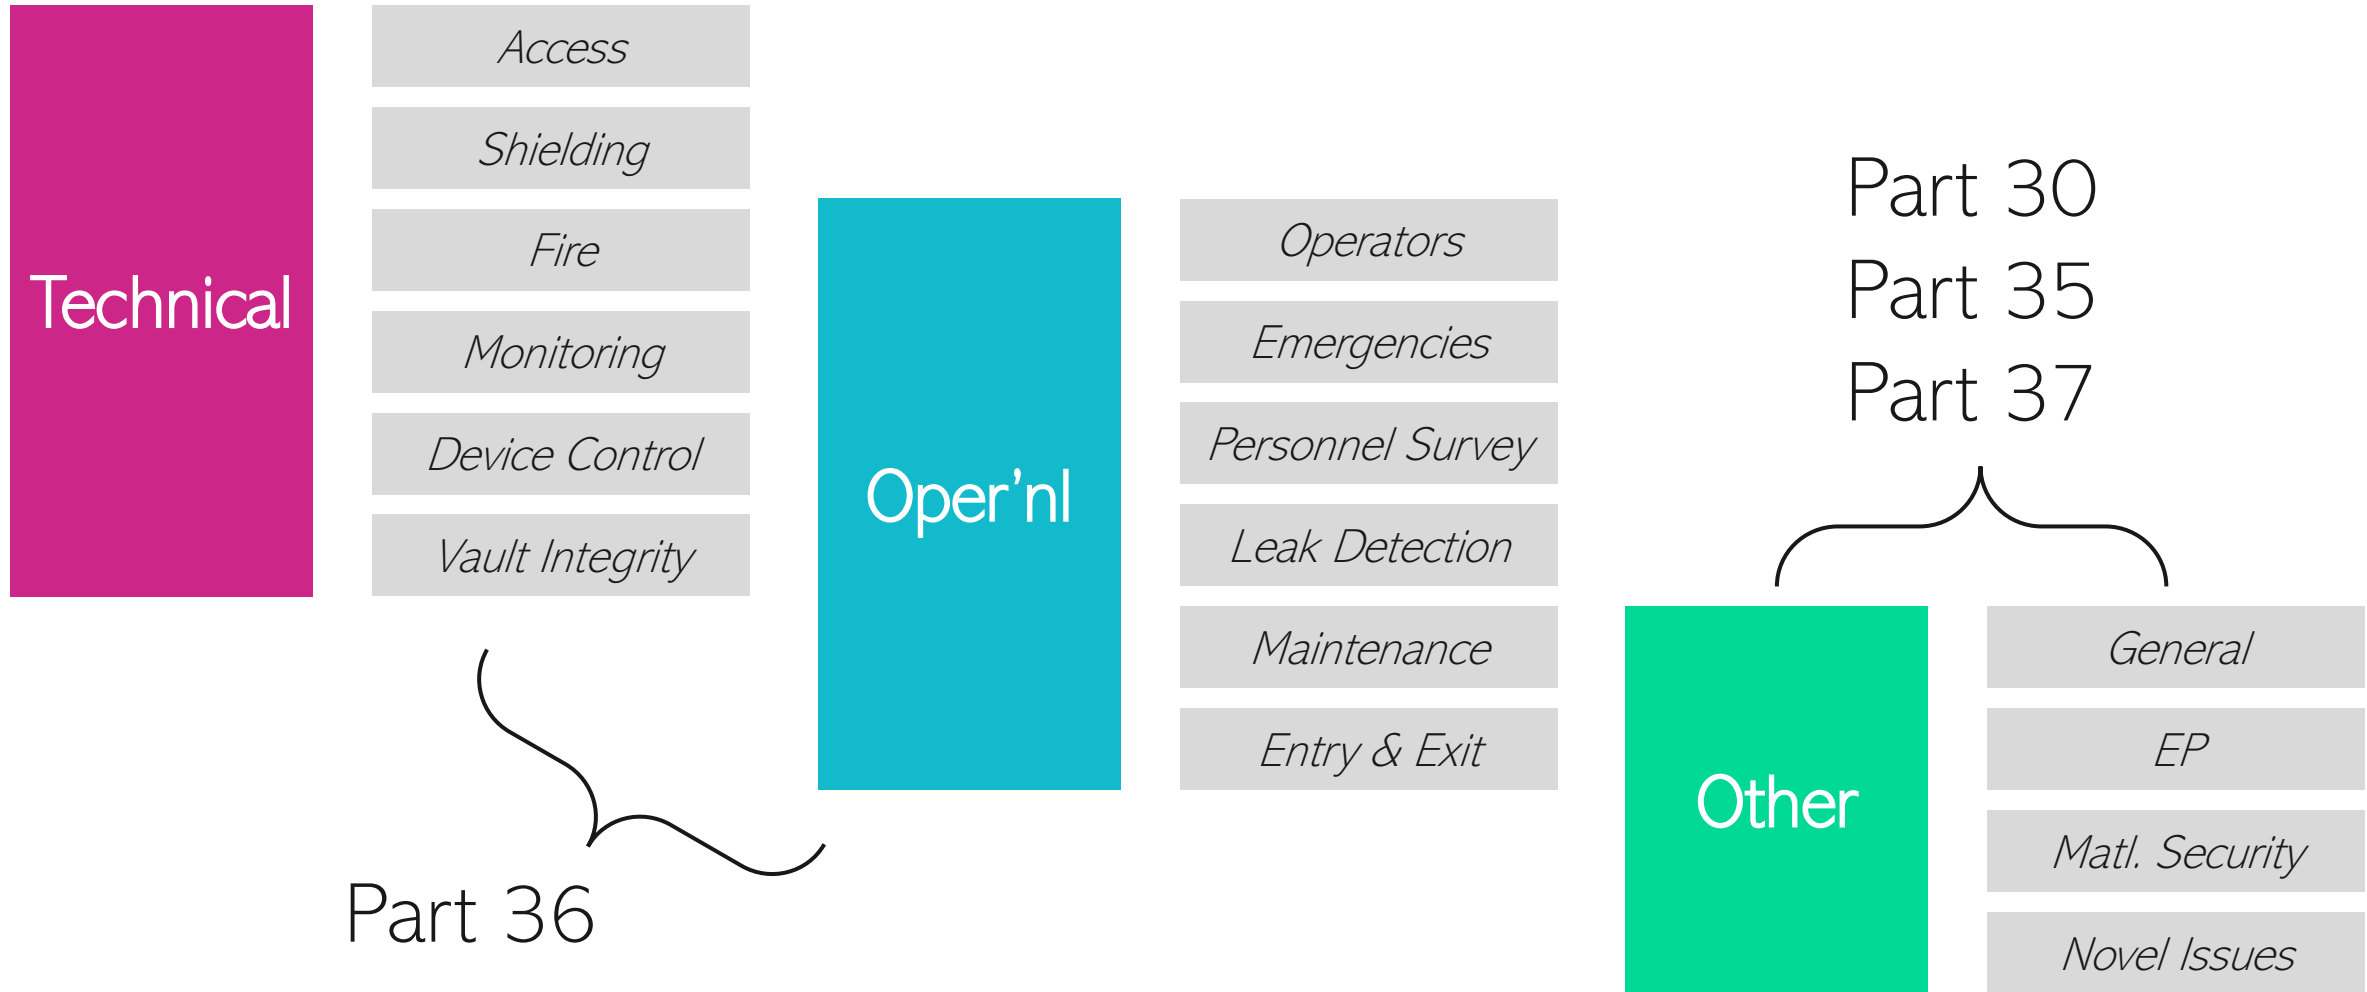 Technical
Access
Shielding
Fire
Monitoring
Device Control
Vault Integrity
Part 36
Oper’nl
Operators
Emergencies
Personnel Survey
Leak Detection
Maintenance
Entry & Exit
Part 30
Part 35
Part 37
Other
General
EP
Matl. Security
Novel Issues